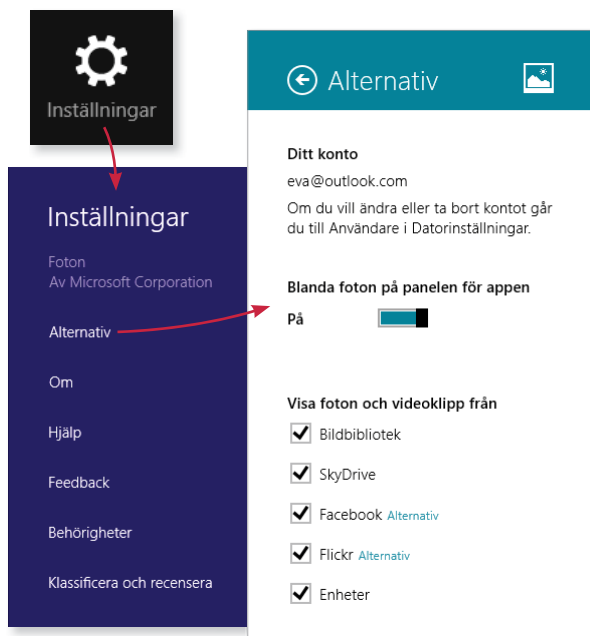 Inställningar
Inställningar
Foton
Av Microsoft Corporation
Alternativ
Om
Hjälp
Feedback
Behörigheter
Klassificera och recensera
Alternativ
Ditt konto
eva@outlook.com
Om du vill ändra eller ta bort kontot går
du till Användare i Datorinställningar.
Blanda foton på panelen för appen
På
Visa foton och videoklipp från
Bildbibliotek
SkyDrive
Facebook Alternativ
Flickr Alternativ
Enheter